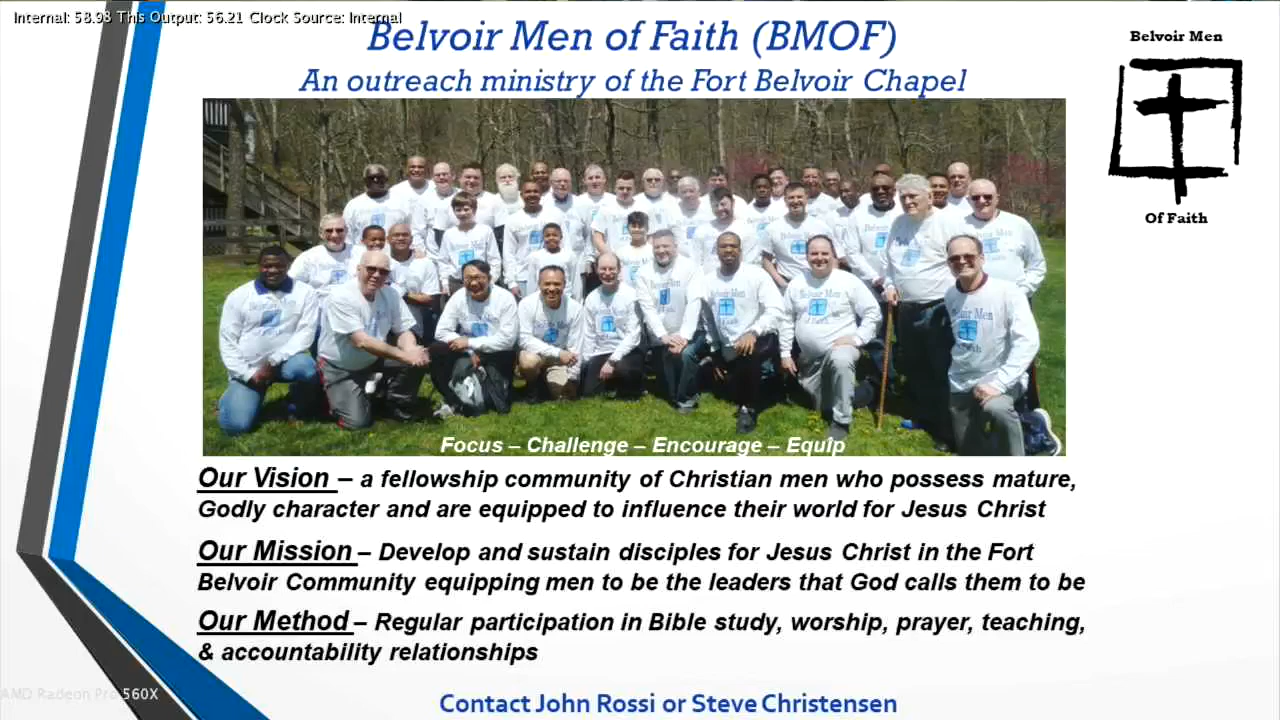 Internal: 58.98 This Output: 56.21 Clock Source: Internal
Belvoir Men of Faith (BMOF)
An outreach ministry of the Fort Belvoir Chapel
Belvoir Men
Of Faith
Focus – Challenge – Encourage – Equip
Our Vision – a fellowship community of Christian men who possess mature,
Godly character and are equipped to influence their world for Jesus Christ
Our Mission – Develop and sustain disciples for Jesus Christ in the Fort
Belvoir Community equipping men to be the leaders that God calls them to be
Our Method – Regular participation in Bible study, worship, prayer, teaching,
& accountability relationships
AMD Radeon Pro 560X
Contact John Rossi or Steve Christensen